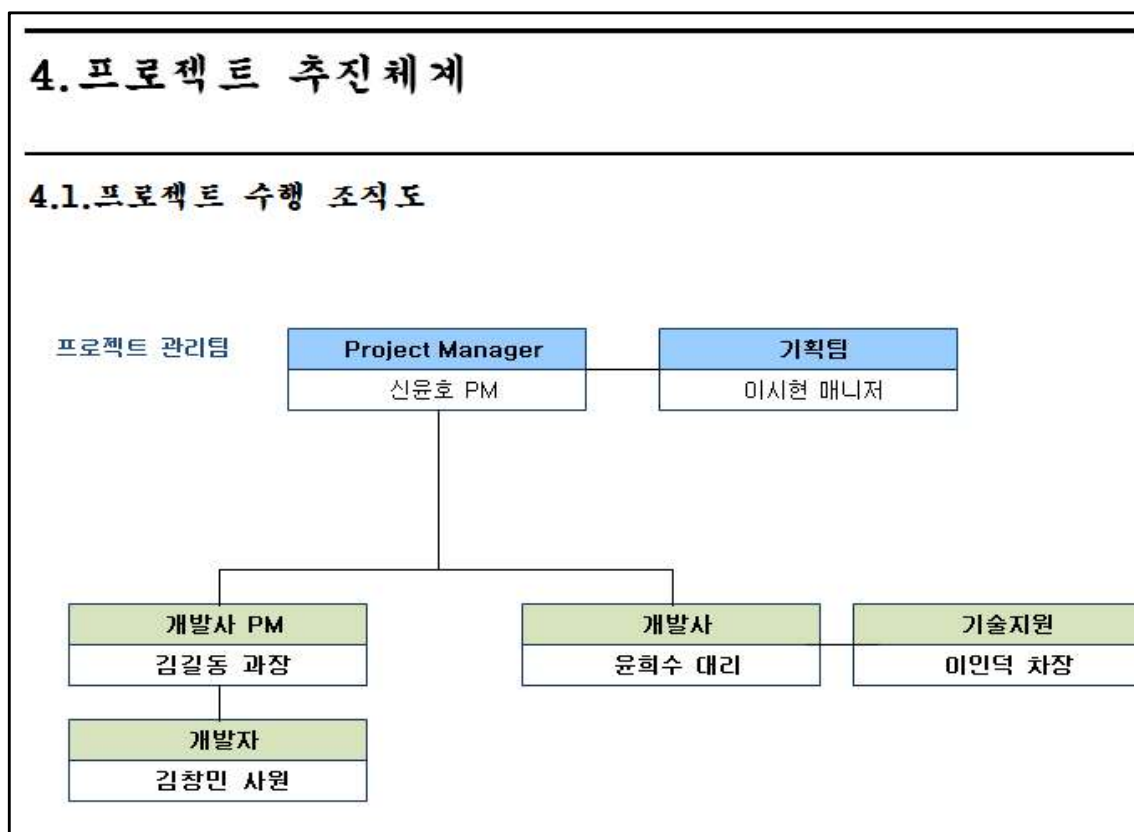 4.프로젝트 추진체계
4.1.프로젝트 수행 조직도
프로젝트 관리팀
Project Manager
신윤호 PM
기획팀
이시현 매니저
개발사 PM
김길동 과장
개발자
김창민 사원
개발사
윤희수 대리
기술지원
이인덕 차장